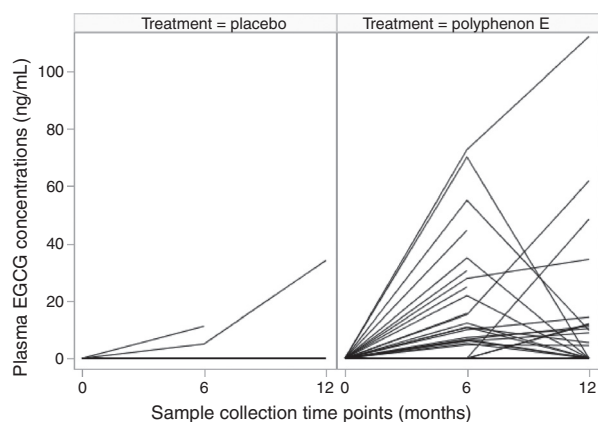 Treatment = placebo
Treatment = polyphenon E
Plasma EGCG concentrations (ng/mL)
100
80
60
40
20
0
0 6 12 0 6 12
Sample collection time points (months)